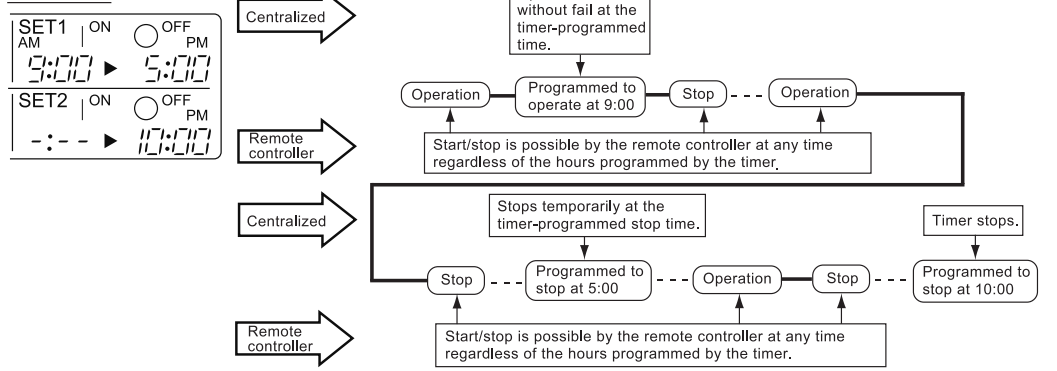 Centralized
without fail at the
timer-programmed
time.
SET1 ON OFF
AM PM
9:00 ▶ 5:00
SET2 ON OFF
PM
-:-- ▶ 10:00
Operation
Programmed to
operate at 9:00
Stop
Operation
Remote
controller
Start/stop is possible by the remote controller at any time
regardless of the hours programmed by the timer.
Centralized
Stops temporarily at the
timer-programmed stop time.
Timer stops.
Stop
Programmed to
stop at 5:00
Operation
Stop
Programmed to
stop at 10:00
Remote
controller
Start/stop is possible by the remote controller at any time
regardless of the hours programmed by the timer.